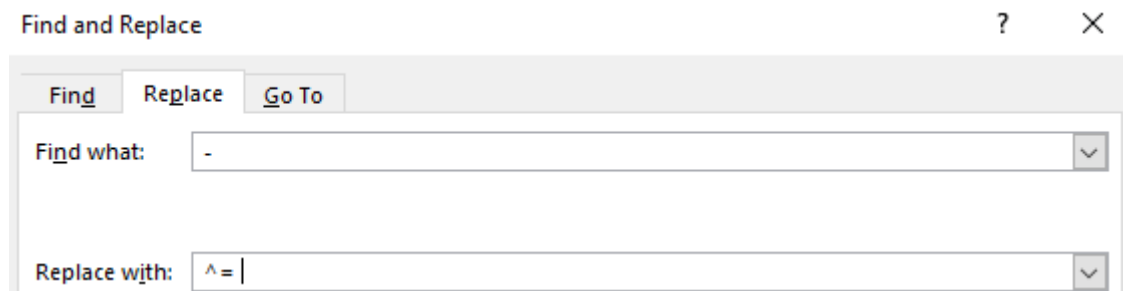 Find and Replace ? ×
Find Replace Go To
Find what: -
Replace with: ^=